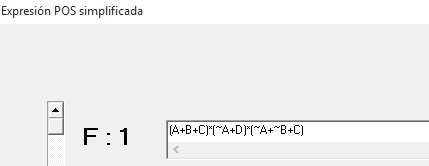 Expresión POS simplificada
F : 1
(A+B+C)*(~A+D)*(~A+~B+C)